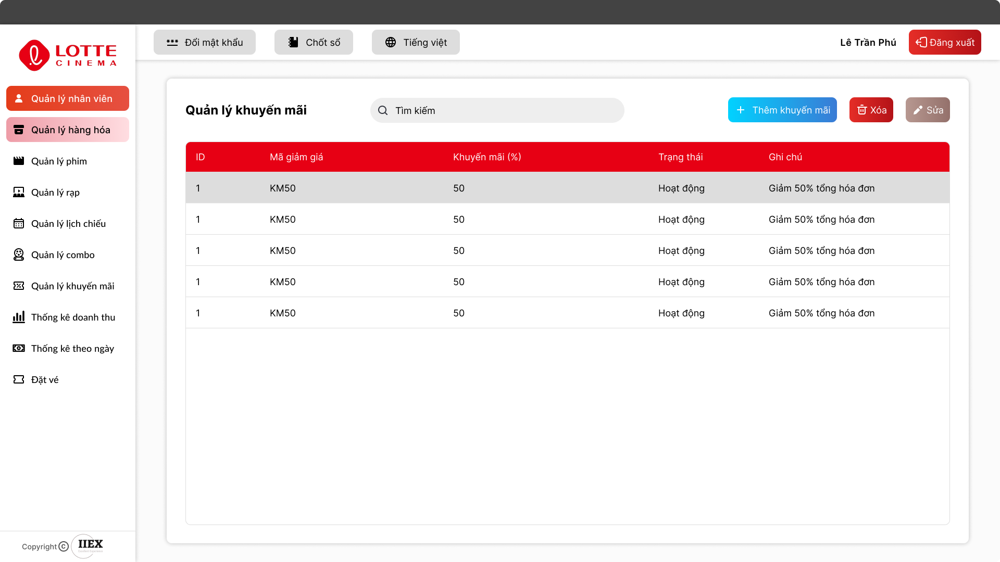 Đổi mật khẩu
Chốt sổ
Tiếng việt
Lê Trần Phú
Đăng xuất
LOTTE
CINEMA
Quản lý nhân viên
Quản lý hàng hóa
Quản lý phim
Quản lý rạp
Quản lý lịch chiếu
Quản lý combo
Quản lý khuyến mãi
Thống kê doanh thu
Thống kê theo ngày
Đặt vé
Copyright ©
IIEX
Quản lý khuyến mãi
Tìm kiếm
Thêm khuyến mãi
Xóa
Sửa
ID Mã giảm giá Khuyến mãi (%) Trạng thái Ghi chú
1 KM50 50 Hoạt động Giảm 50% tổng hóa đơn
1 KM50 50 Hoạt động Giảm 50% tổng hóa đơn
1 KM50 50 Hoạt động Giảm 50% tổng hóa đơn
1 KM50 50 Hoạt động Giảm 50% tổng hóa đơn
1 KM50 50 Hoạt động Giảm 50% tổng hóa đơn